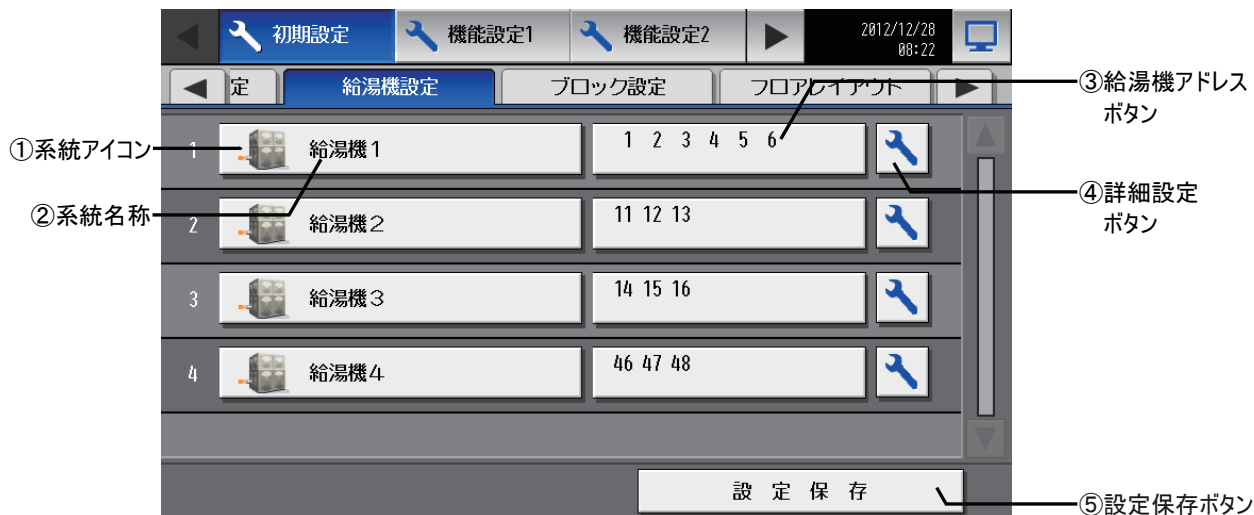 初期設定 機能設定1 機能設定2 2012/12/28
08:22
定 給湯機設定 ブロック設定 フロアレイアウト
③給湯機アドレス
ボタン
①系統アイコン
1 給湯機1 1 2 3 4 5 6
④詳細設定
ボタン
②系統名称
2 給湯機2 11 12 13
3 給湯機3 14 15 16
4 給湯機4 46 47 48
設定保存
⑤設定保存ボタン